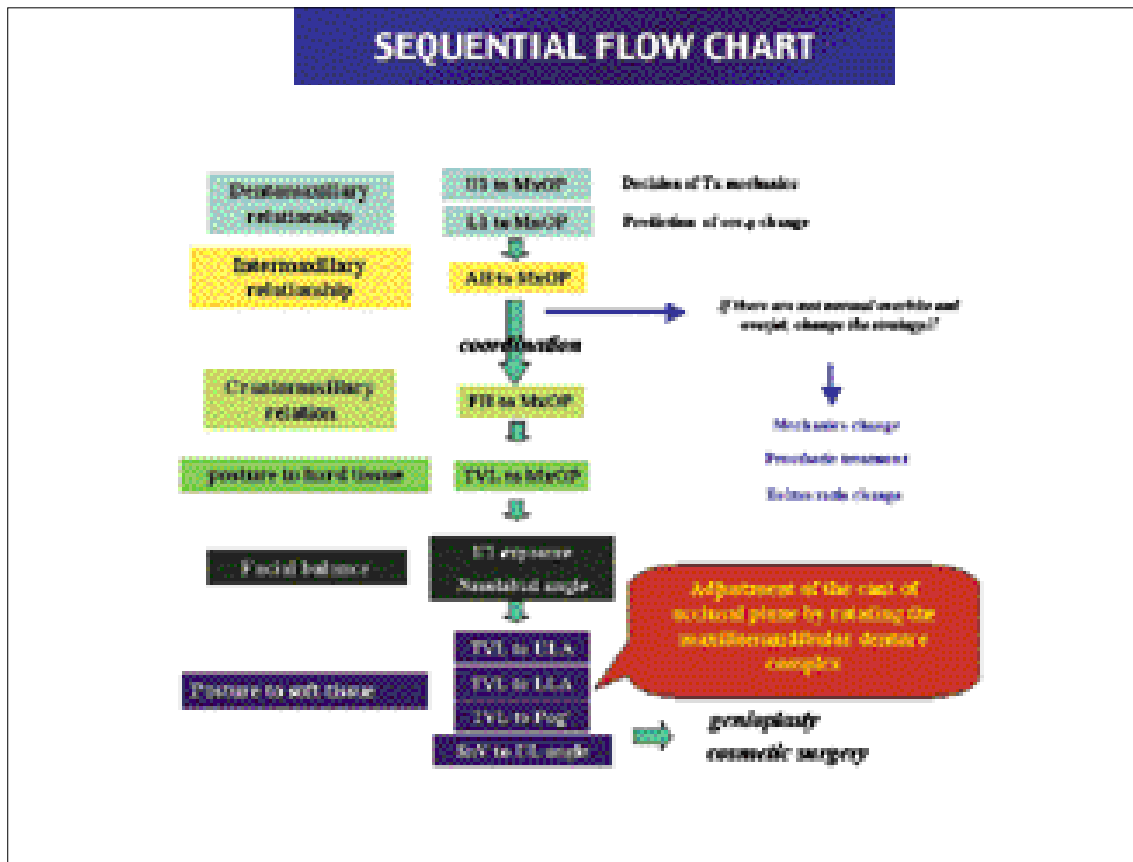 SEQUENTIAL FLOW CHART
Dentomaxillary
relationship
U1 to MxOP
Decision of Tx mechanics
L1 to MxOP
Prediction of change
Intermaxillary
relationship
AB to MxOP
If there are not normal overbite and
overjet, change the strategy!!
coordination
Craniomaxillary
relation
FH to MxOP
Mechanics change
Prosthetic treatment
Bolton ratio change
posture to hard tissue
TVL to MxOP
Facial balance
U1 exposure
Nasolabial angle
Adjustment of the cant of
occlusal plane by rotating the
maxillomandibular denture
complex
Posture to soft tissue
TVL to ULA
TVL to LLA
TVL to Pog'
to UL angle
genioplasty
cosmetic surgery